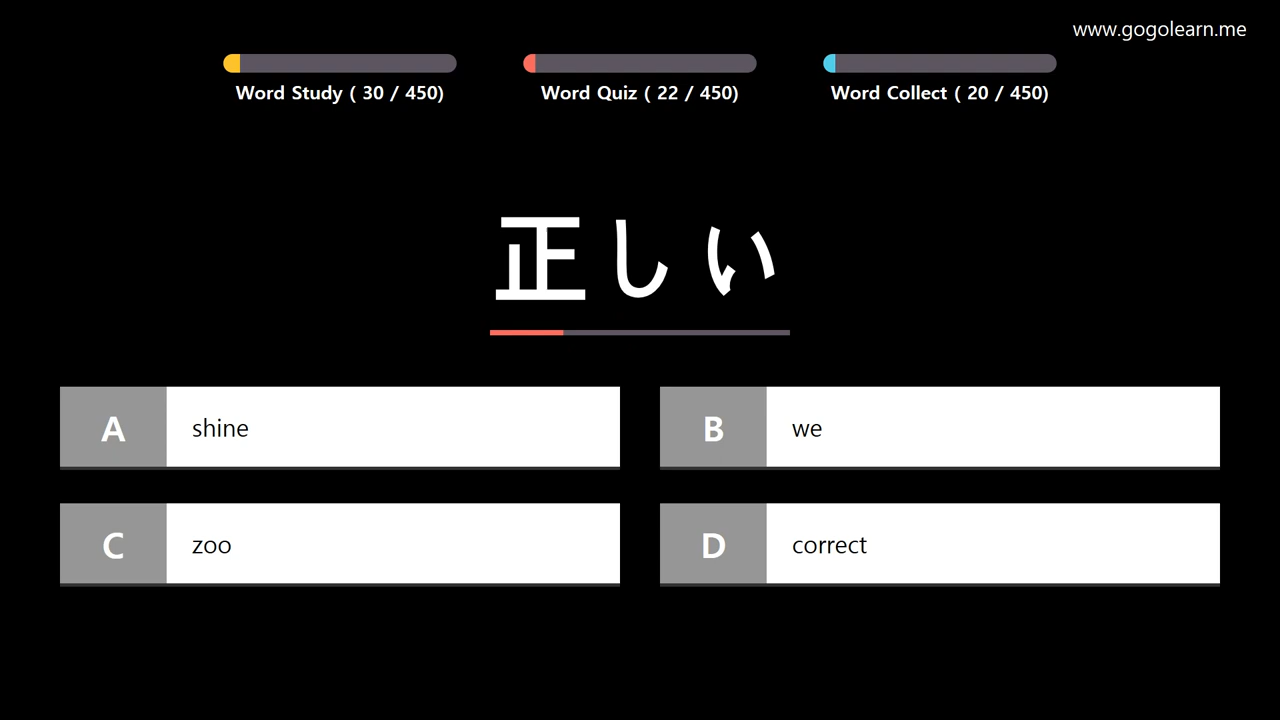 www.gogolearn.me
Word Study ( 30 / 450)
Word Quiz ( 22 / 450)
Word Collect ( 20 / 450)
正しい
A shine
B we
C zoo
D correct